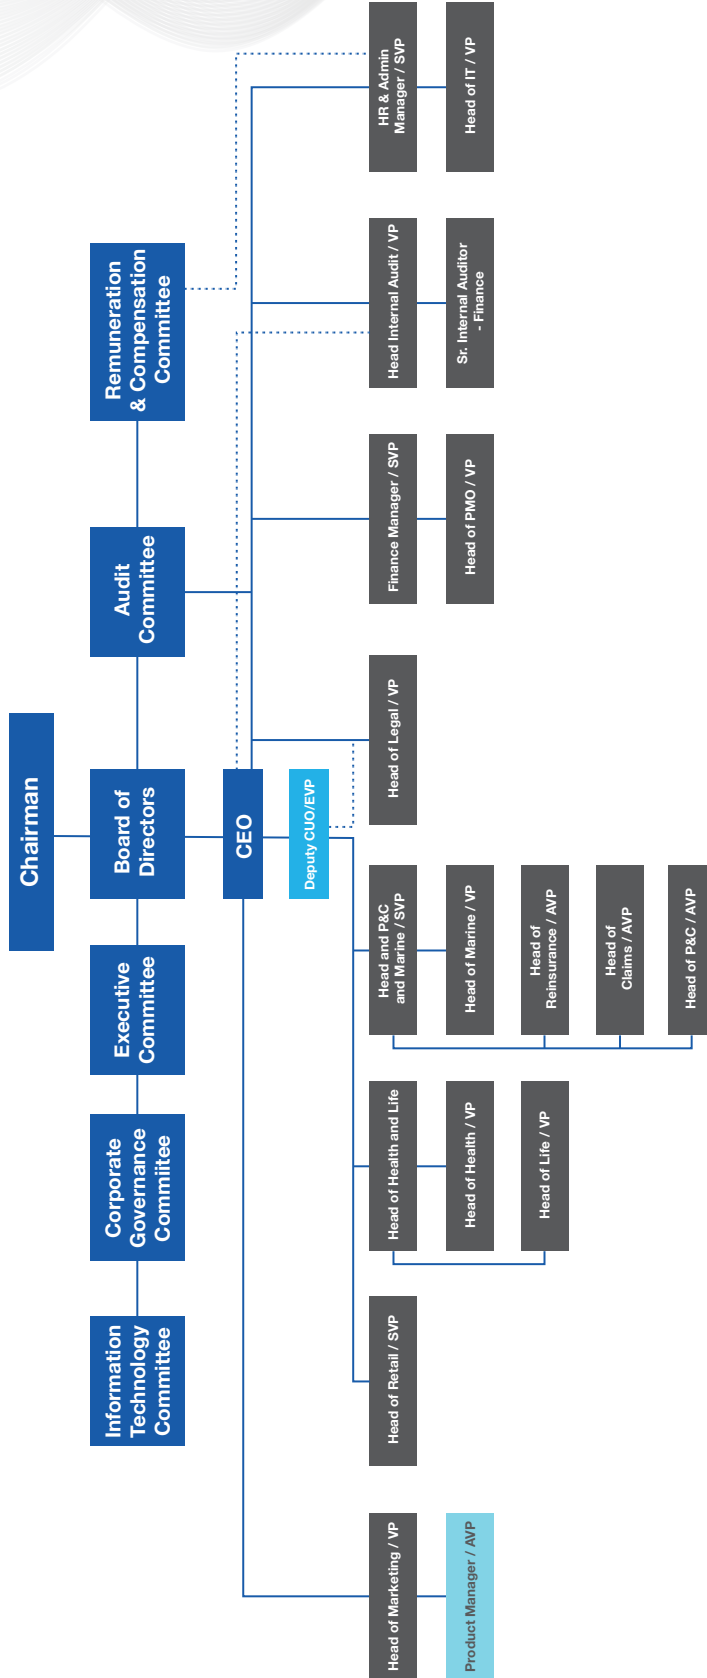 Chairman
Information
Technology
Committee
Corporate
Governance
Commiitee
Executive
Committee
Board of
Directors
Audit
Committee
Remuneration
& Compensation
Committee
CEO
Deputy CUO/EVP
Head of Marketing / VP
Product Manager / AVP
Head of Retail / SVP
Head of Health and Life
Head of Health / VP
Head of Life / VP
Head and P&C
and Marine / SVP
Head of Marine / VP
Head of
Reinsurance / AVP
Head of
Claims / AVP
Head of P&C / AVP
Head of Legal / VP
Finance Manager / SVP
Head of PMO / VP
Head Internal Audit / VP
Sr. Internal Auditor
- Finance
HR & Admin
Manager / SVP
Head of IT / VP